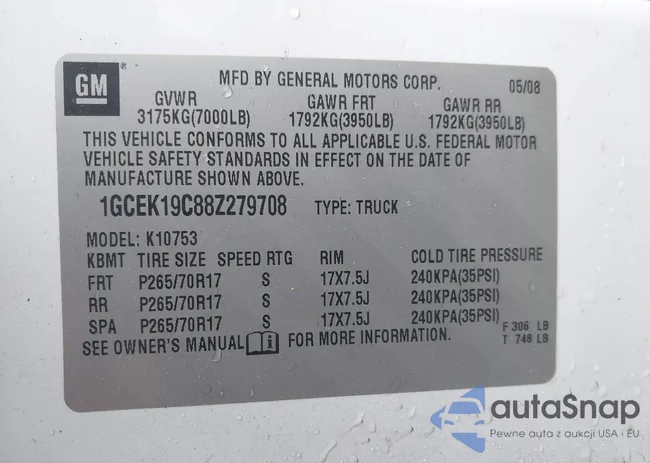 GM
®
MFD BY GENERAL MOTORS CORP. 05/08
GVWR GAWR FRT GAWR RR
3175KG(7000LB) 1792KG(3950LB) 1792KG(3950LB)
THIS VEHICLE CONFORMS TO ALL APPLICABLE U.S. FEDERAL MOTOR
VEHICLE SAFETY STANDARDS IN EFFECT ON THE DATE OF
MANUFACTURE SHOWN ABOVE.
1GCEK19C88Z279708 TYPE: TRUCK
MODEL: K10753
KBMT TIRE SIZE SPEED RTG RIM COLD TIRE PRESSURE
FRT P265/70R17 S 17X7.5J 240KPA(35PSI)
RR P265/70R17 S 17X7.5J 240KPA(35PSI)
SPA P265/70R17 S 17X7.5J 240KPA(35PSI)
F 306 LB
T 748 LB
SEE OWNER'S MANUAL i FOR MORE INFORMATION.
autaSnap
Pewne auta z aukcji USA i EU